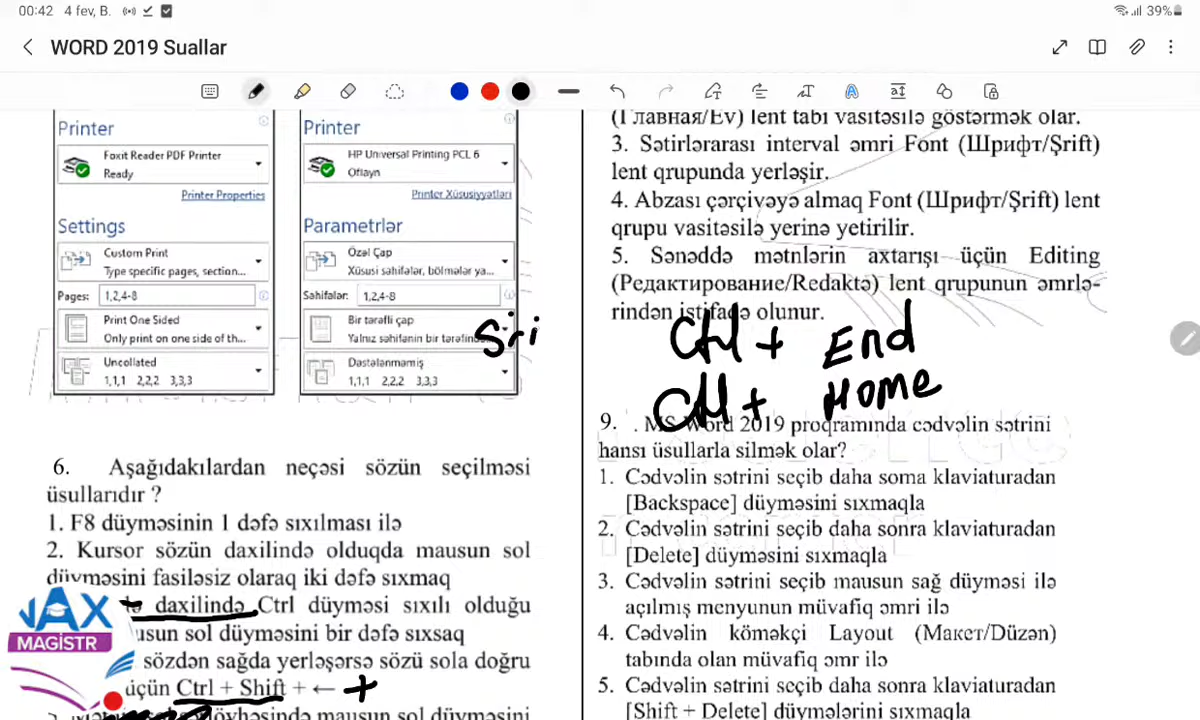 00:42 4 fev, B. 39%
WORD 2019 Suallar
Printer
Foxit Reader PDF Printer
Ready
Printer Properties
Settings
Custom Print
Type specific pages, section...
Pages: 1,2,4-8
Print One Sided
Only print on one side of th...
Uncollated
1,1,1 2,2,2 3,3,3
Printer
HP Universal Printing PCL 6
Oflayn
Printer Xüsusiyyətləri
Parametrlər
Özəl Çap
Xüsusi səhifələr, bölmələr ya...
Səhifələr: 1,2,4-8
Bir tərəfli çap
Yalnız səhifənin bir tərəfin
Dəstələnməmiş
1,1,1 2,2,2 3,3,3
Sri
6. Aşağıdakılardan neçəsi sözün seçilməsi
üsullarıdır ?
1. F8 düyməsinin 1 dəfə sıxılması ilə
2. Kursor sözün daxilində olduqda mausun sol
düyməsini fasiləsiz olaraq iki dəfə sıxmaq
daxilində Ctrl düyməsi sıxılı olduğu
usun sol düyməsini bir dəfə sıxsaq
sözdən sağda yerləşərsə sözü sola doğru
üçün Ctrl + Shift + ← +
mausun sol düyməsini
JAX
MAGİSTR
(Главная/Ev) lent tabı vasitəsilə göstərmək olar.
3. Sətirlərarası interval əmri Font (Шрифт/Şrift)
lent qrupunda yerləşir.
4. Abzası çərçivəyə almaq Font (Шрифт/Şrift) lent
qrupu vasitəsilə yerinə yetirilir.
5. Sənəddə mətnlərin axtarışı üçün Editing
(Редактирование/Redaktə) lent qrupunun əmrlə-
rindən istifadə olunur.
Ctrl + End
Ctrl + Home
9. . MS Word 2019 proqramında cədvəlin sətrini
hansı üsullarla silmək olar?
1. Cədvəlin sətrini seçib daha soma klaviaturadan
[Backspace] düyməsini sıxmaqla
2. Cədvəlin sətrini seçib daha sonra klaviaturadan
[Delete] düyməsini sıxmaqla
3. Cədvəlin sətrini seçib mausun sağ düyməsi ilə
açılmış menyunun müvafiq əmri ilə
4. Cədvəlin köməkçi Layout (Макет/Düzən)
tabında olan müvafiq əmr ilə
5. Cədvəlin sətrini seçib daha sonra klaviaturadan
[Shift + Delete] düymələrini sıxmaqla